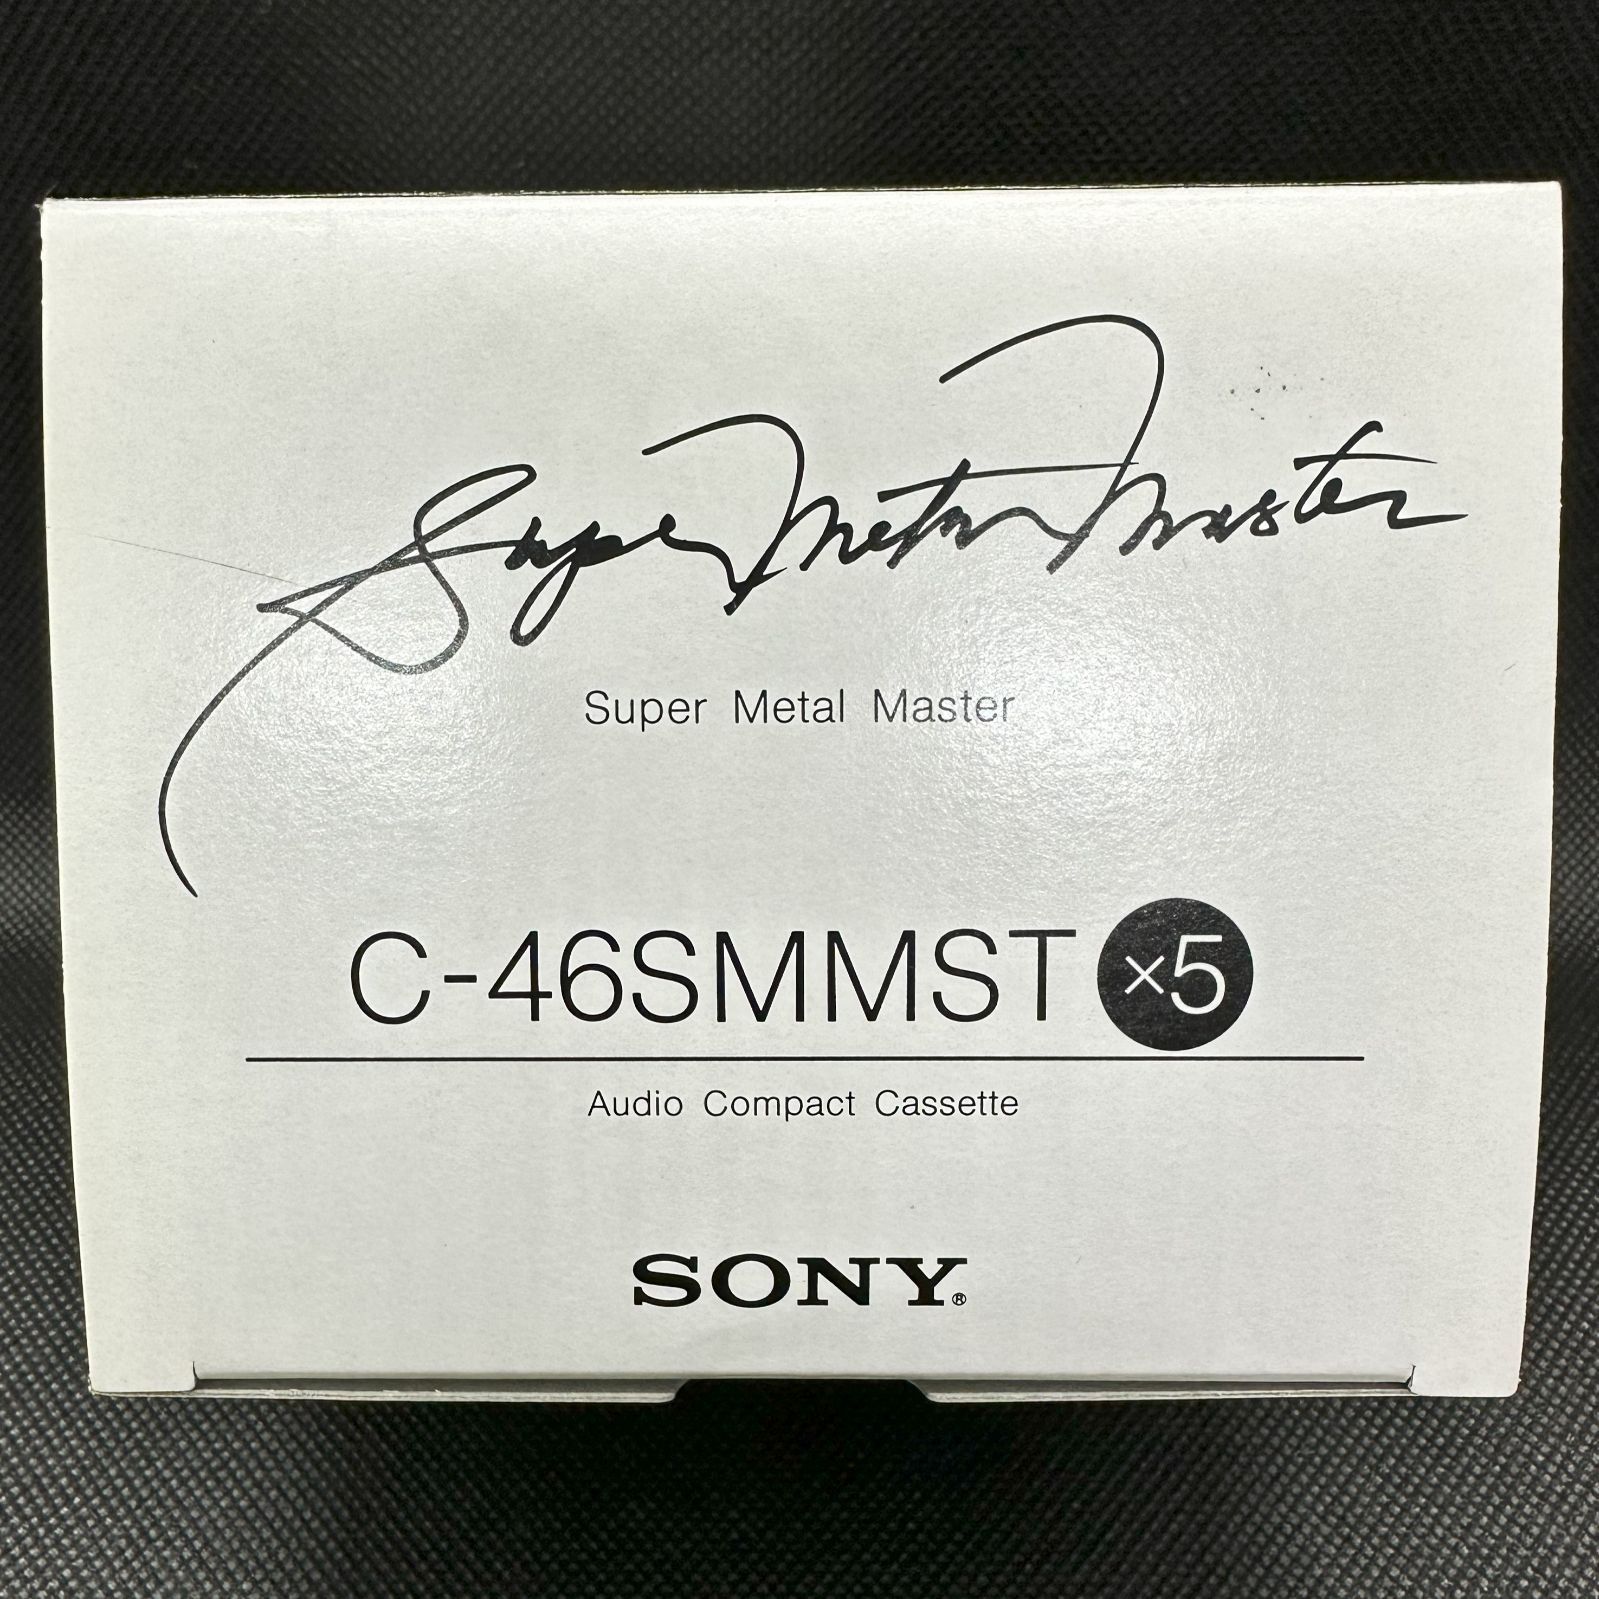 Super Metal Master
Super Metal Master
C-46SMMST ×5
Audio Compact Cassette
SONY®